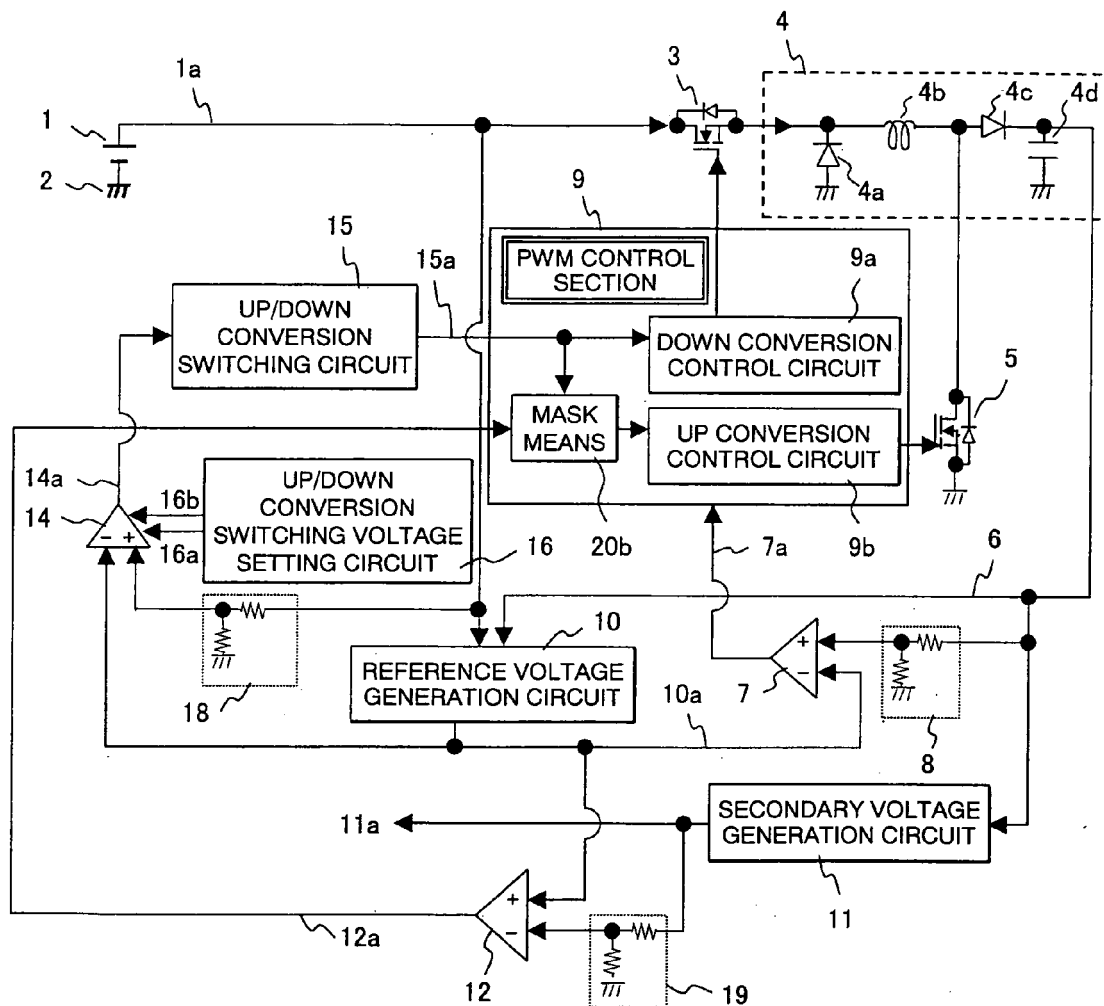 4
1a
3
4b
4c
4d
1
2
4a
9
PWM CONTROL
SECTION
9a
15
15a
UP/DOWN
CONVERSION
SWITCHING CIRCUIT
DOWN CONVERSION
CONTROL CIRCUIT
5
MASK
MEANS
UP CONVERSION
CONTROL CIRCUIT
14a
14
- +
16b
16a
UP/DOWN
CONVERSION
SWITCHING VOLTAGE
SETTING CIRCUIT
16
20b
7a
9b
6
18
10
REFERENCE VOLTAGE
GENERATION CIRCUIT
+
-
7
10a
8
11a
SECONDARY VOLTAGE
GENERATION CIRCUIT
11
+
-
12a
12
19